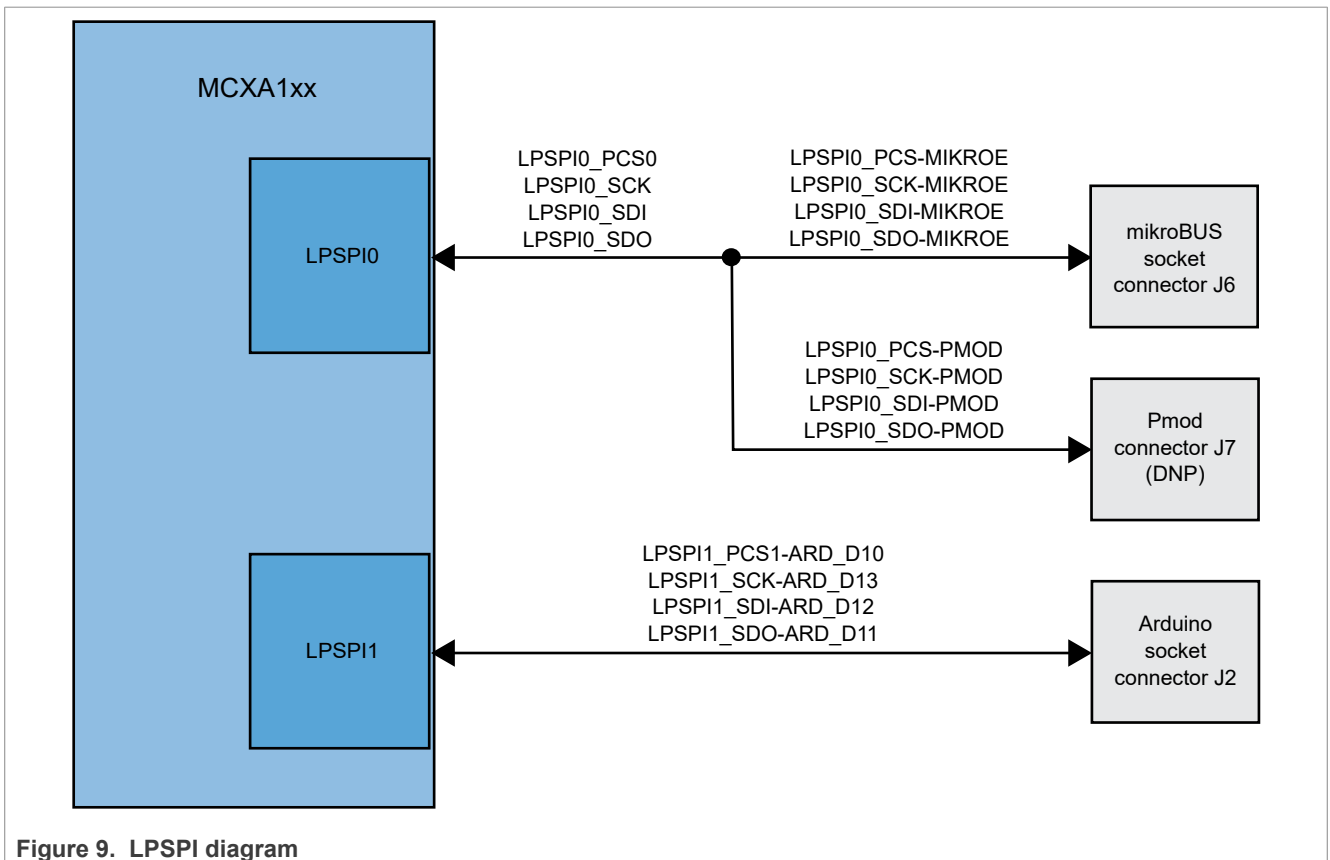 MCXA1xx
LPSPI0
LPSPI0_PCS0
LPSPI0_SCK
LPSPI0_SDI
LPSPI0_SDO
LPSPI0_PCS-MIKROE
LPSPI0_SCK-MIKROE
LPSPI0_SDI-MIKROE
LPSPI0_SDO-MIKROE
mikroBUS
socket
connector J6
LPSPI0_PCS-PMOD
LPSPI0_SCK-PMOD
LPSPI0_SDI-PMOD
LPSPI0_SDO-PMOD
Pmod
connector J7
(DNP)
LPSPI1
LPSPI1_PCS1-ARD_D10
LPSPI1_SCK-ARD_D13
LPSPI1_SDI-ARD_D12
LPSPI1_SDO-ARD_D11
Arduino
socket
connector J2
Figure 9. LPSPI diagram